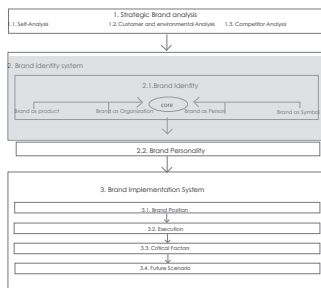 1. Strategic Brand analysis
1.1. Self-Analysis 1.2. Customer and environmental Analysis 1.3. Competitor Analysis
2. Brand identity system
2.1.Brand Identity
core
Brand as product Brand as Organization Brand as Person Brand as Symbol
2.2. Brand Personality
3. Brand Implementation System
3.1. Brand Position
3.2. Execution
3.3. Critical Factors
3.4. Future Scenario